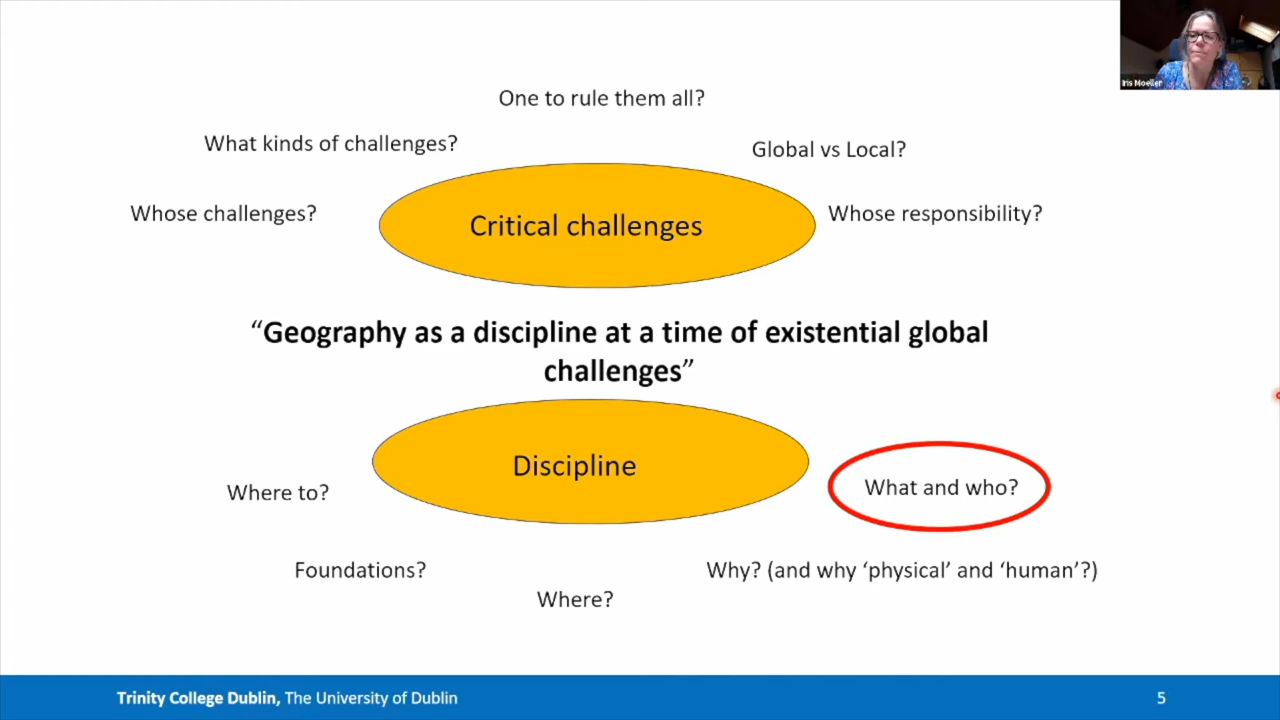 Iris Moeller
One to rule them all?
What kinds of challenges?
Global vs Local?
Whose challenges?
Critical challenges
Whose responsibility?
“Geography as a discipline at a time of existential global
challenges”
Discipline
Where to?
What and who?
Foundations?
Why? (and why ‘physical’ and ‘human’?)
Where?
Trinity College Dublin, The University of Dublin
5